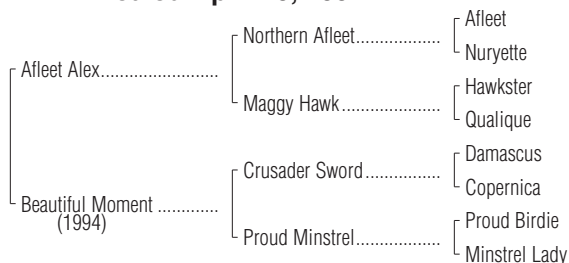 Afleet
Northern Afleet....................
Nuryette
Afleet Alex............................
Hawkster
Maggy Hawk.......................
Qualique
Damascus
Crusader Sword..................
Copernica
Beautiful Moment ..............
(1994)
Proud Birdie
Proud Minstrel....................
Minstrel Lady